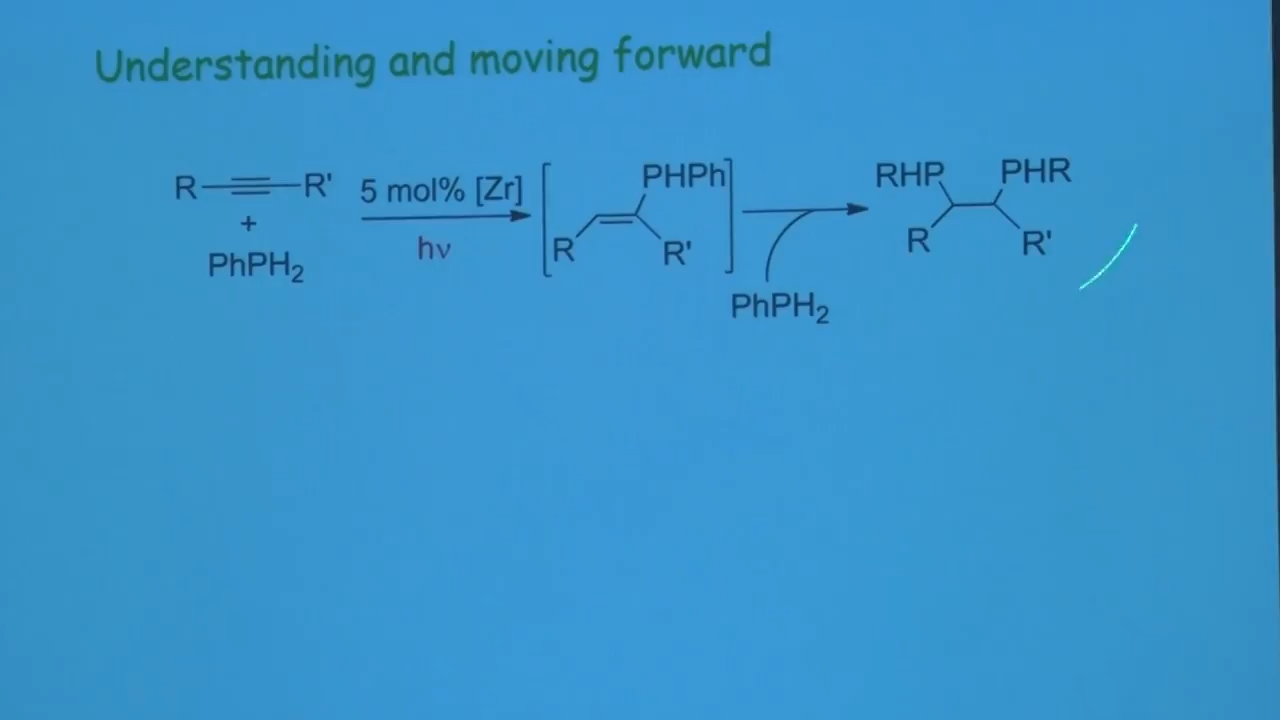 Understanding and moving forward
R R'
+
PhPH₂
5 mol% [Zr]
hν
PHPh
R R'
PhPH₂
RHP PHR
R R'